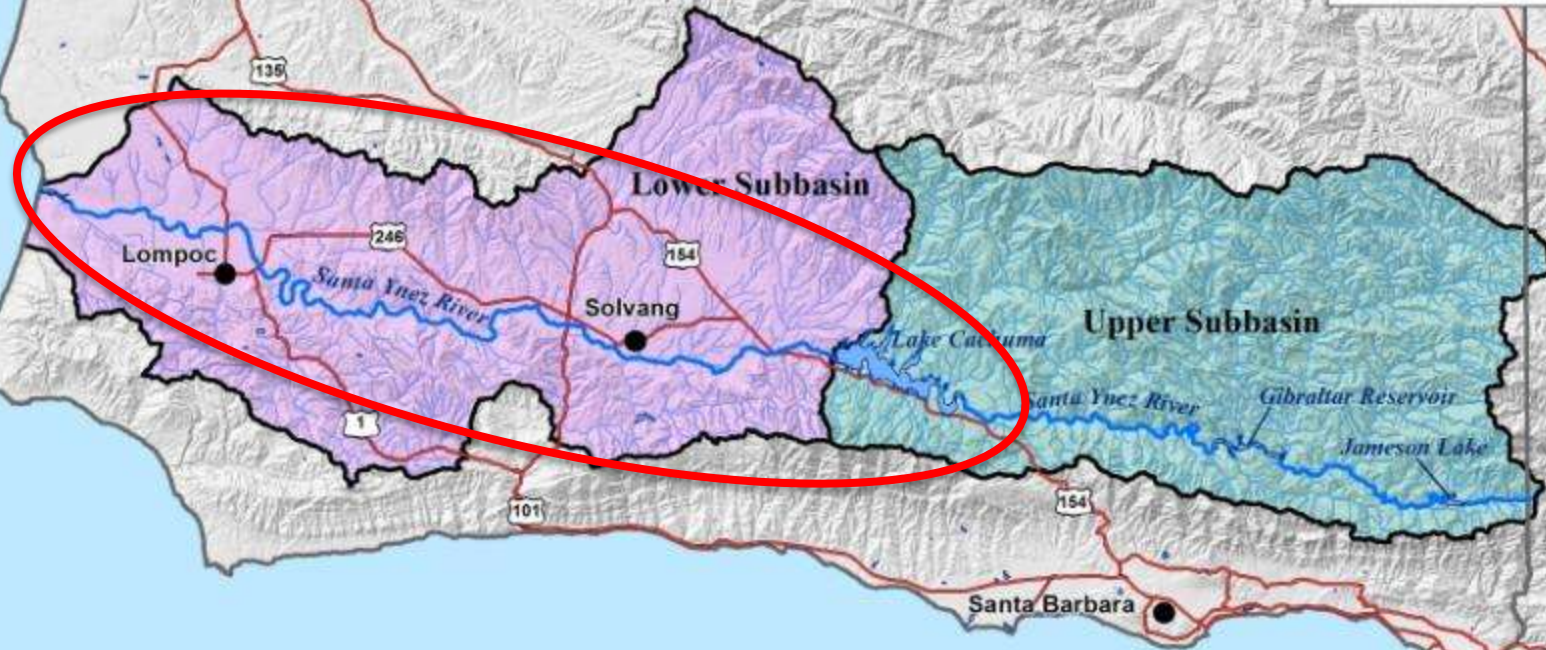 135
Lower Subbasin
246
154
Lompoc
Santa Ynez River
Solvang
Upper Subbasin
Lake Cachuma
Santa Ynez River
Gibraltar Reservoir
Jameson Lake
1
154
101
Santa Barbara